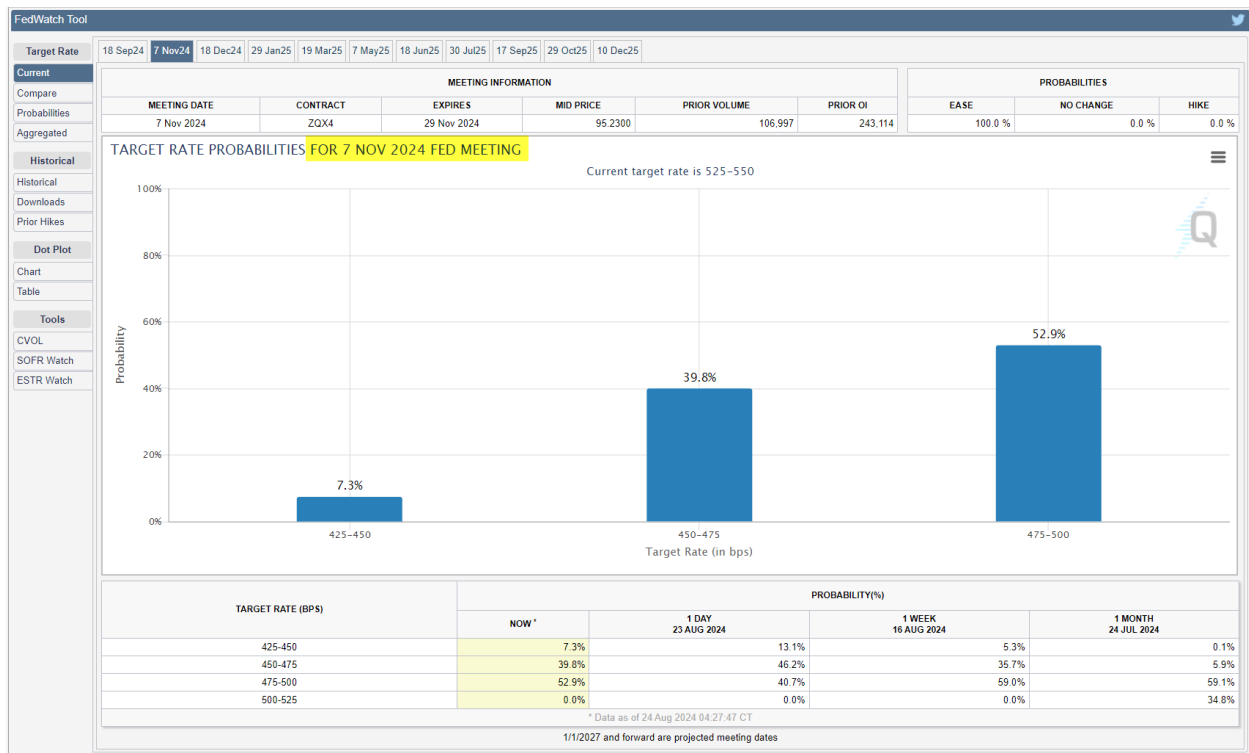 FedWatch Tool
Target Rate
Current
Compare
Probabilities
Aggregated
Historical
Historical
Downloads
Prior Hikes
Dot Plot
Chart
Table
Tools
CVOL
SOFR Watch
ESTR Watch
18 Sep24 7 Nov24 18 Dec24 29 Jan25 19 Mar25 7 May25 18 Jun25 30 Jul25 17 Sep25 29 Oct25 10 Dec25
MEETING INFORMATION
MEETING DATE CONTRACT EXPIRES MID PRICE PRIOR VOLUME PRIOR OI
7 Nov 2024 ZQX4 29 Nov 2024 95.2300 106,997 243,114
PROBABILITIES
EASE NO CHANGE HIKE
100.0 % 0.0 % 0.0 %
TARGET RATE PROBABILITIES FOR 7 NOV 2024 FED MEETING
Current target rate is 525-550
Q
Probability
100%
80%
60%
40%
20%
0%
7.3%
39.8%
52.9%
425-450 450-475 475-500
Target Rate (in bps)
TARGET RATE (BPS) PROBABILITY(%)
NOW * 1 DAY 1 WEEK 1 MONTH
23 AUG 2024 16 AUG 2024 24 JUL 2024
425-450 7.3% 13.1% 5.3% 0.1%
450-475 39.8% 46.2% 35.7% 5.9%
475-500 52.9% 40.7% 59.0% 59.1%
500-525 0.0% 0.0% 0.0% 34.8%
* Data as of 24 Aug 2024 04:27:47 CT
1/1/2027 and forward are projected meeting dates